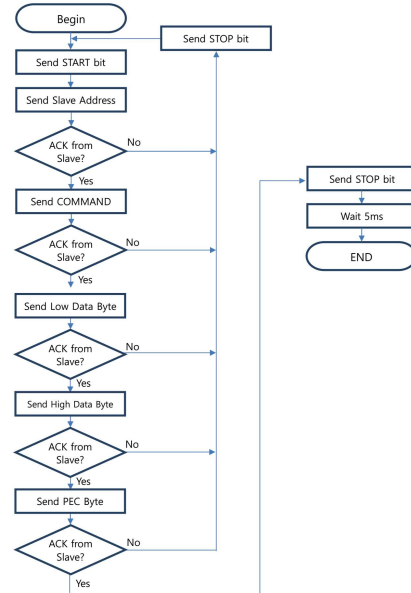 Begin
Send STOP bit
Send START bit
Send Slave Address
ACK from
Slave?
No
Yes
Send COMMAND
ACK from
Slave?
No
Yes
Send Low Data Byte
ACK from
Slave?
No
Yes
Send High Data Byte
ACK from
Slave?
No
Yes
Send PEC Byte
ACK from
Slave?
No
Yes
Send STOP bit
Wait 5ms
END